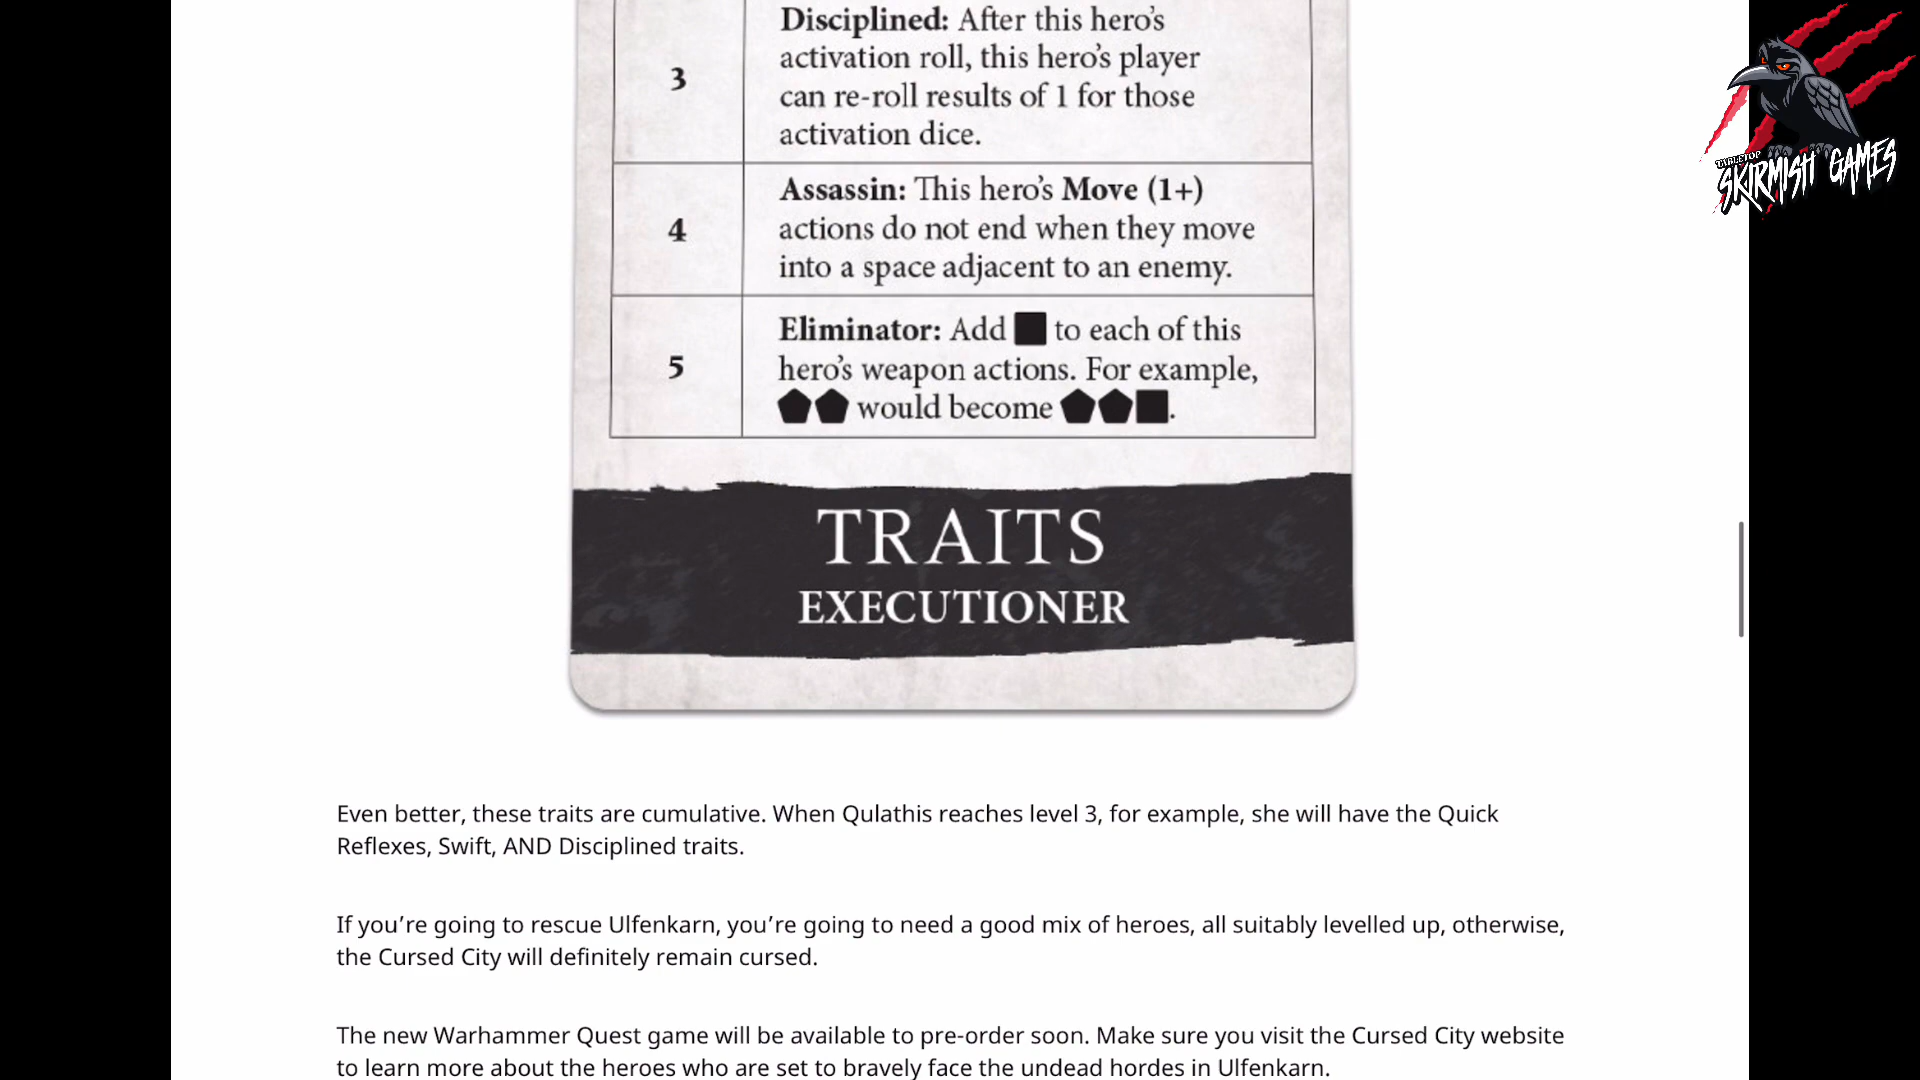 Disciplined: After this hero's
activation roll, this hero's player
can re-roll results of 1 for those
activation dice.
3
Assassin: This hero's Move (1+)
actions do not end when they move
into a space adjacent to an enemy.
4
Eliminator: Add to each of this
hero's weapon actions. For example,
would become .
5
TRAITS
EXECUTIONER
Even better, these traits are cumulative. When Qulathis reaches level 3, for example, she will have the Quick
Reflexes, Swift, AND Disciplined traits.
If you’re going to rescue Ulfenkarn, you’re going to need a good mix of heroes, all suitably levelled up, otherwise,
the Cursed City will definitely remain cursed.
The new Warhammer Quest game will be available to pre-order soon. Make sure you visit the Cursed City website
to learn more about the heroes who are set to bravely face the undead hordes in Ulfenkarn.
TABLETOP
SKIRMISH GAMES